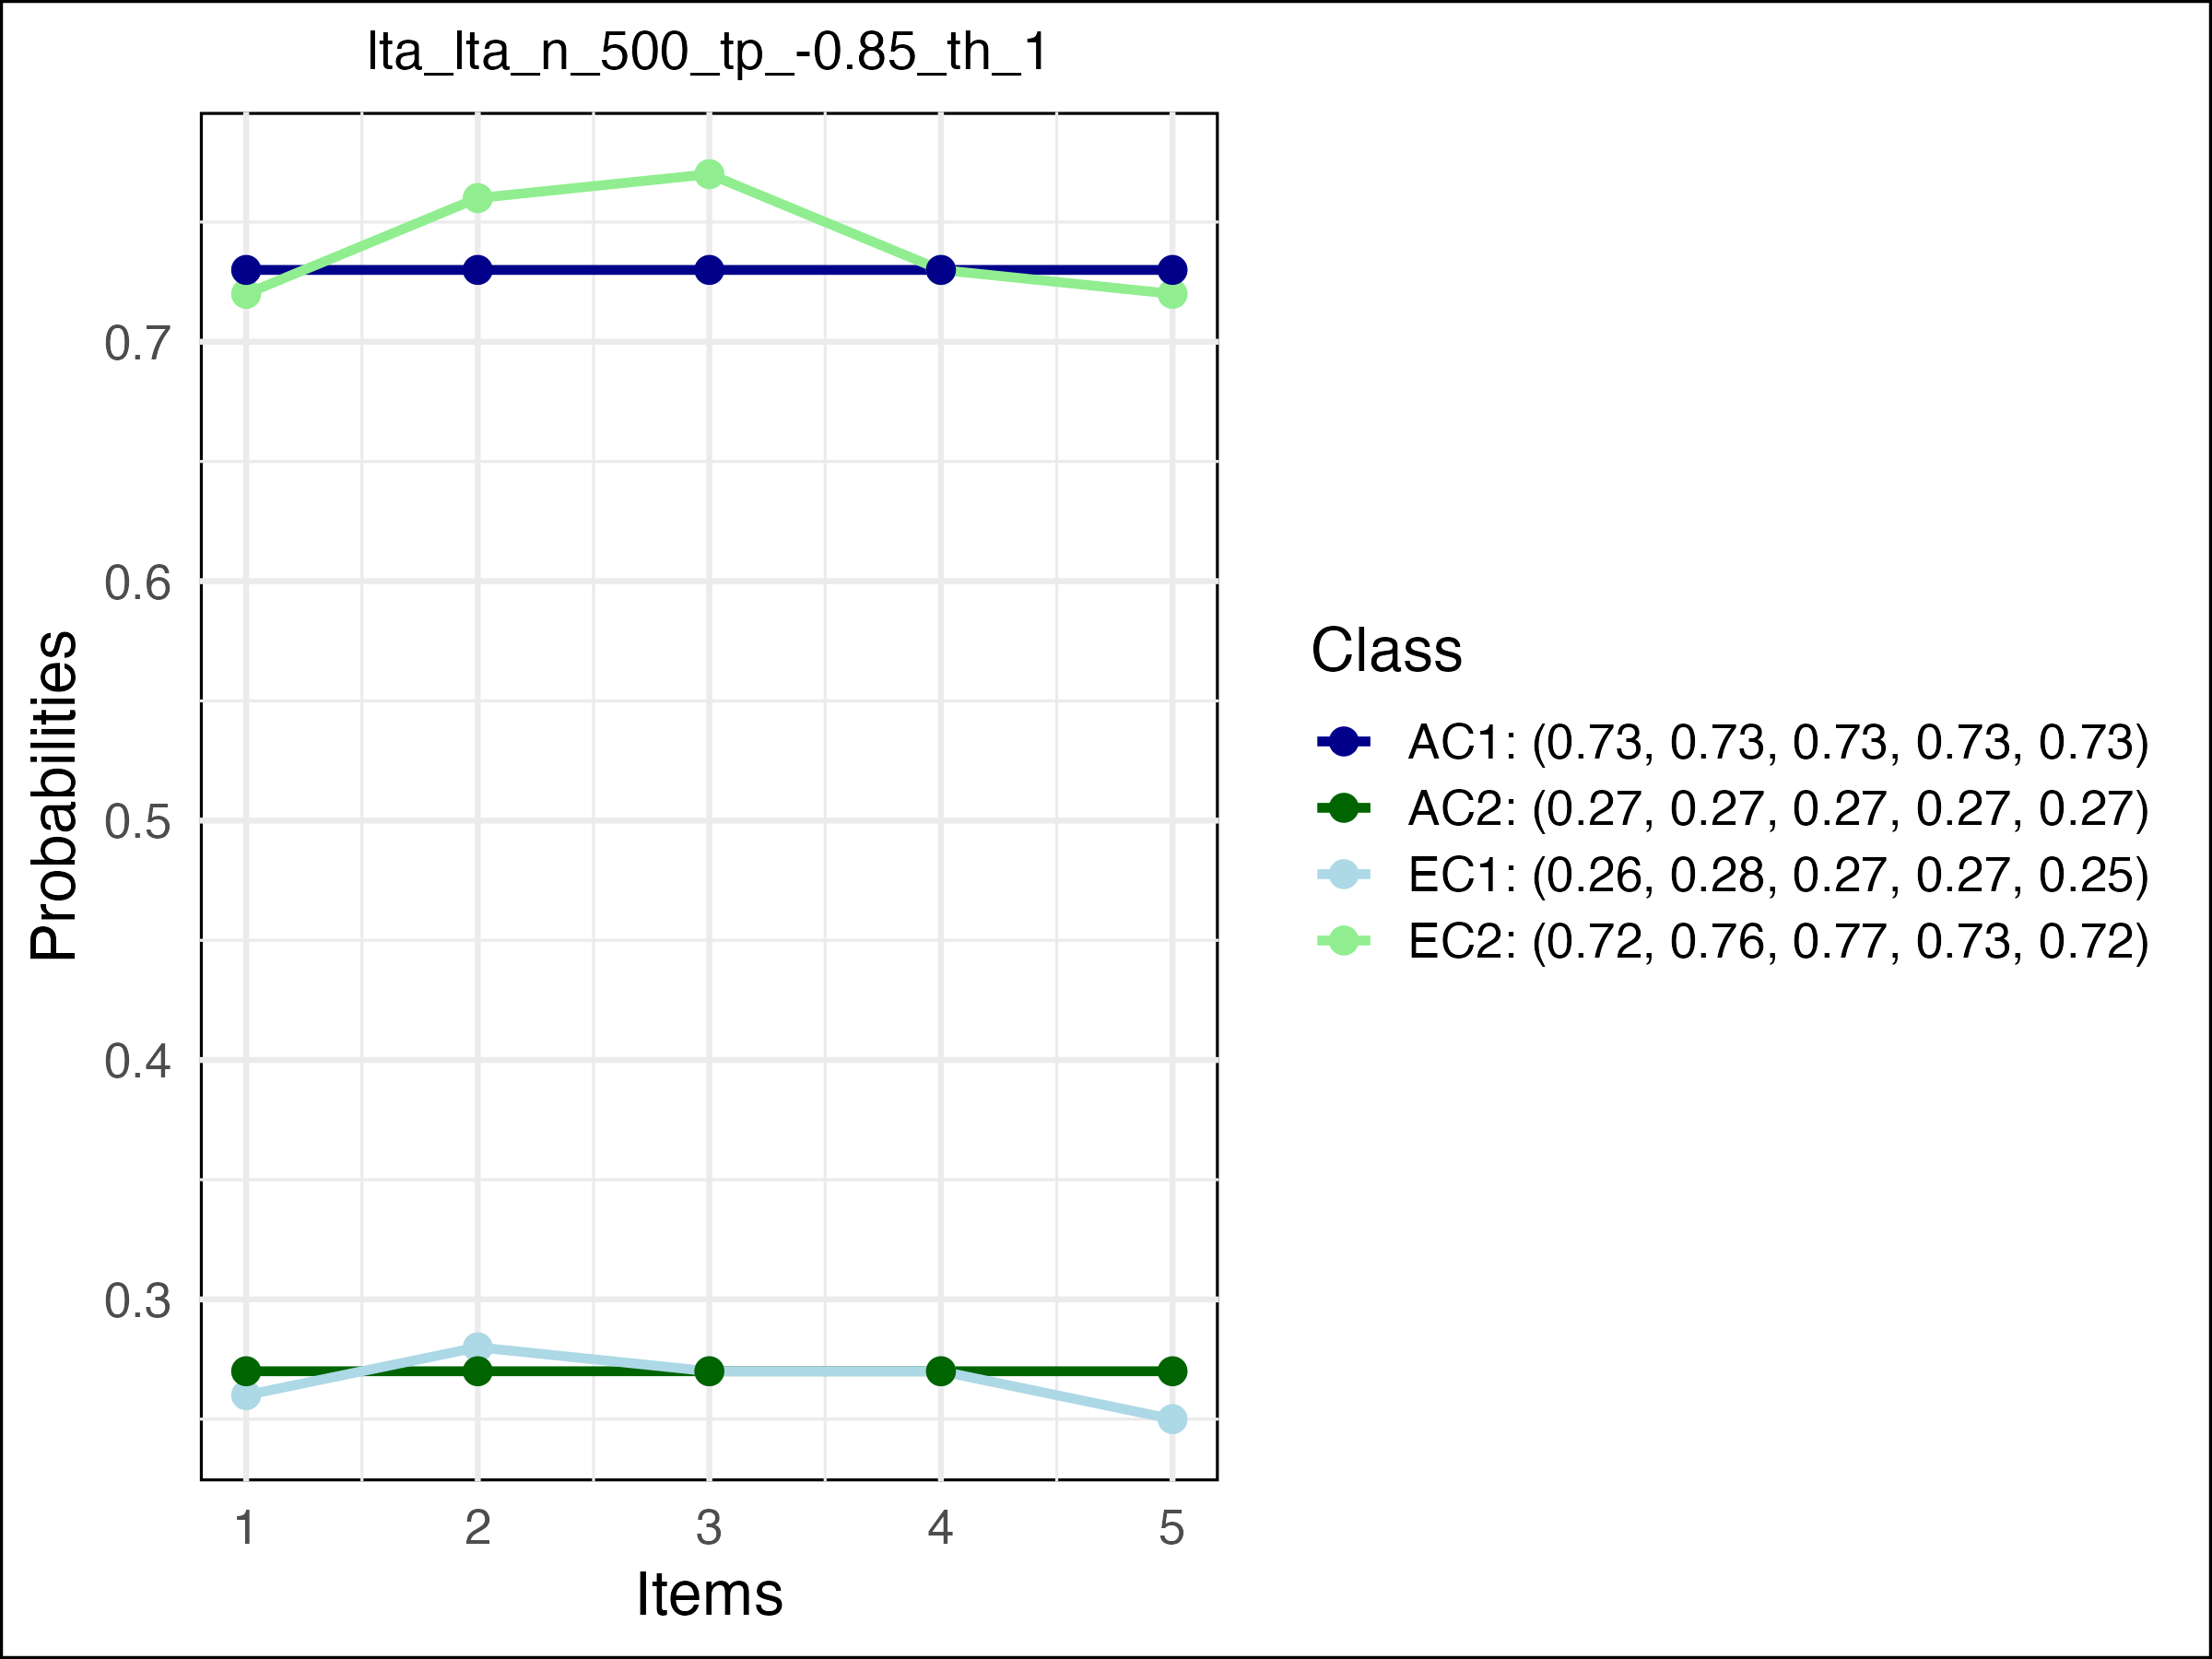 lta_lta_n_500_tp_-0.85_th_1
Probabilities
0.7
0.6
0.5
0.4
0.3
1 2 3 4 5
Items
Class
AC1: (0.73, 0.73, 0.73, 0.73, 0.73)
AC2: (0.27, 0.27, 0.27, 0.27, 0.27)
EC1: (0.26, 0.28, 0.27, 0.27, 0.25)
EC2: (0.72, 0.76, 0.77, 0.73, 0.72)